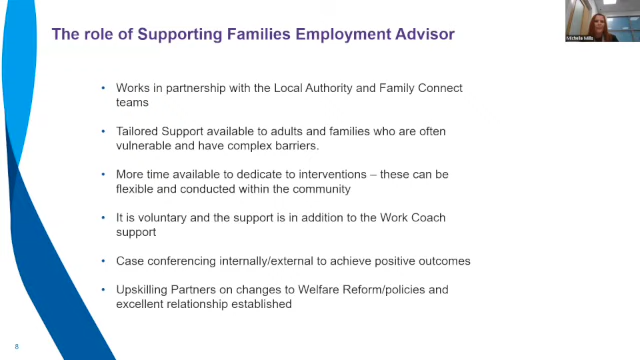 The role of Supporting Families Employment Advisor
Michelle Mills
• Works in partnership with the Local Authority and Family Connect
teams
• Tailored Support available to adults and families who are often
vulnerable and have complex barriers.
• More time available to dedicate to interventions – these can be
flexible and conducted within the community
• It is voluntary and the support is in addition to the Work Coach
support
• Case conferencing internally/external to achieve positive outcomes
• Upskilling Partners on changes to Welfare Reform/policies and
excellent relationship established
8